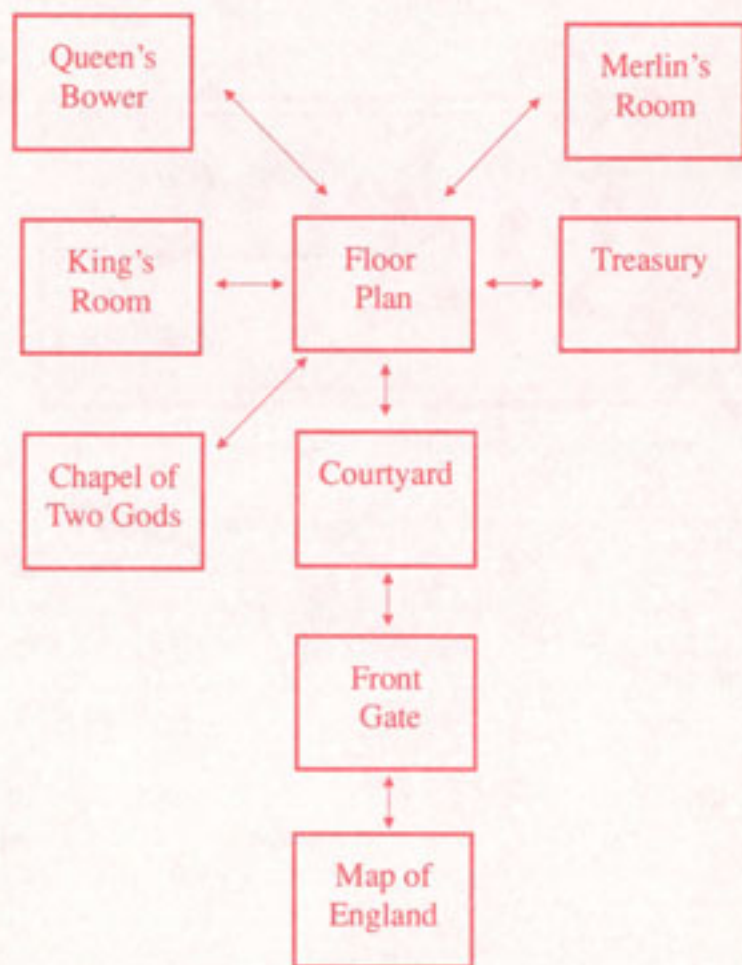 Queen's
Bower
Merlin's
Room
King's
Room
Floor
Plan
Treasury
Chapel of
Two Gods
Courtyard
Front
Gate
Map of
England